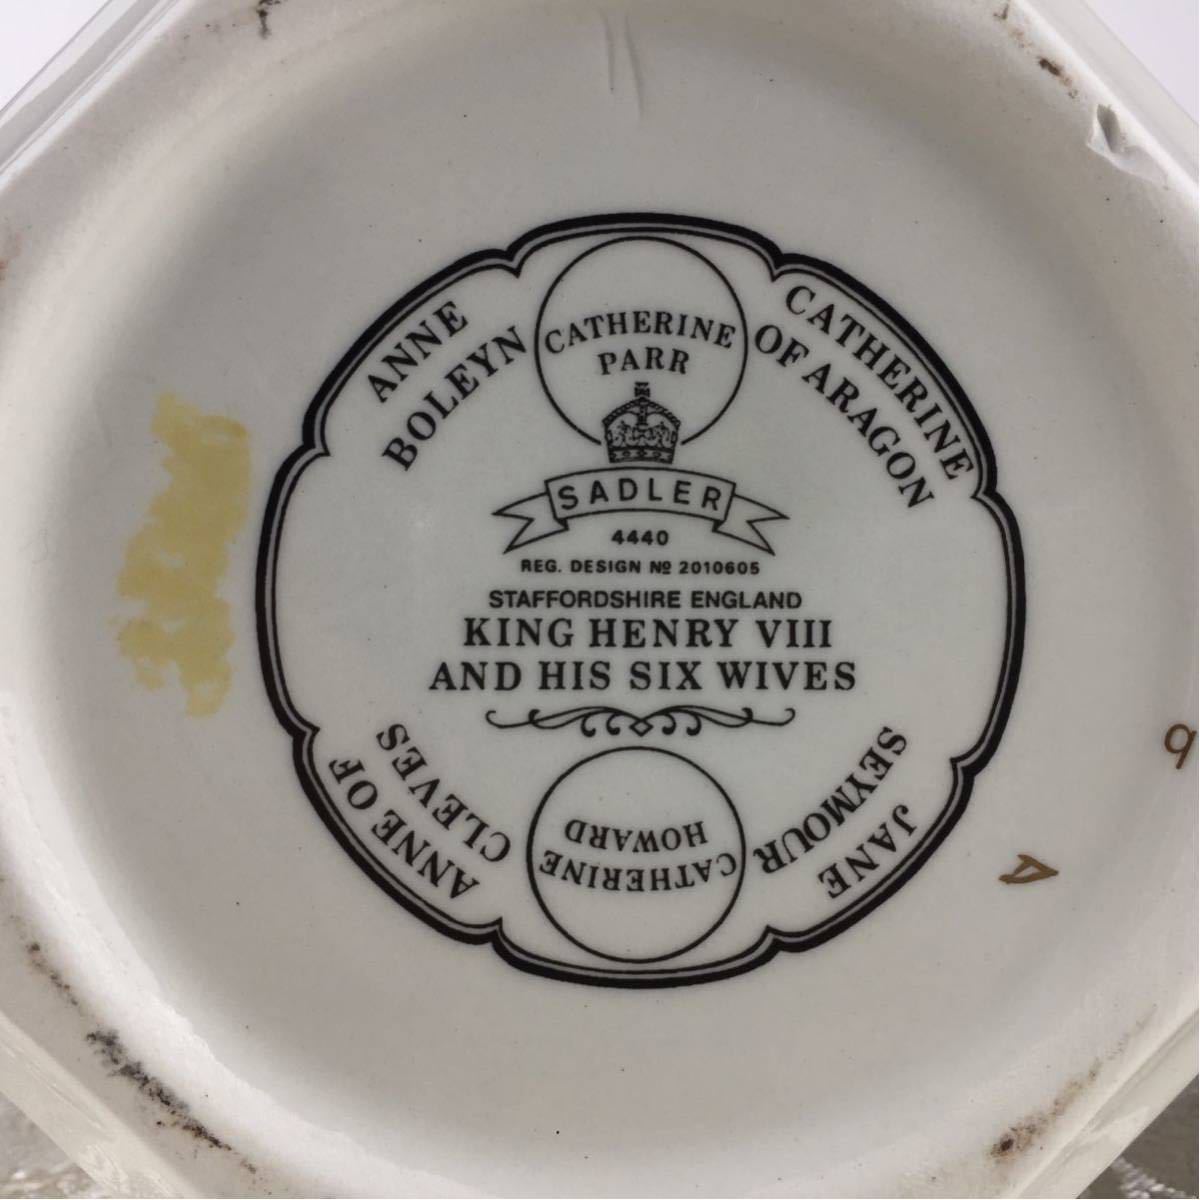 CATHERINE
PARR
CATHERINE
OF ARAGON
ANNE
BOLEYN
SADLER
4440
REG. DESIGN Nº 2010605
STAFFORDSHIRE ENGLAND
KING HENRY VIII
AND HIS SIX WIVES
JANE
SEYMOUR
CATHERINE
HOWARD
ANNE OF
CLEVES